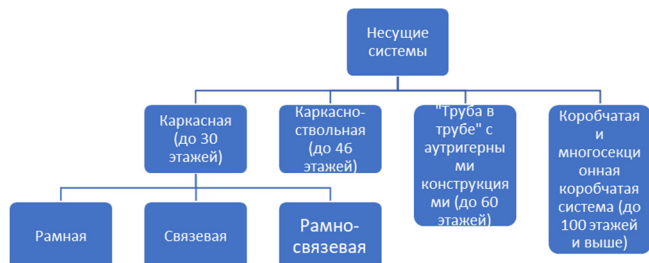 Несущие
системы
Каркасная
(до 30
этажей)
Каркасно-
ствольная
(до 46
этажей)
"Труба в
трубе" с
аутригерны
ми
конструкция
ми (до 60
этажей)
Коробчатая
и
многосекци
онная
коробчатая
система (до
100 этажей
и выше)
Рамная
Связевая
Рамно-
связевая